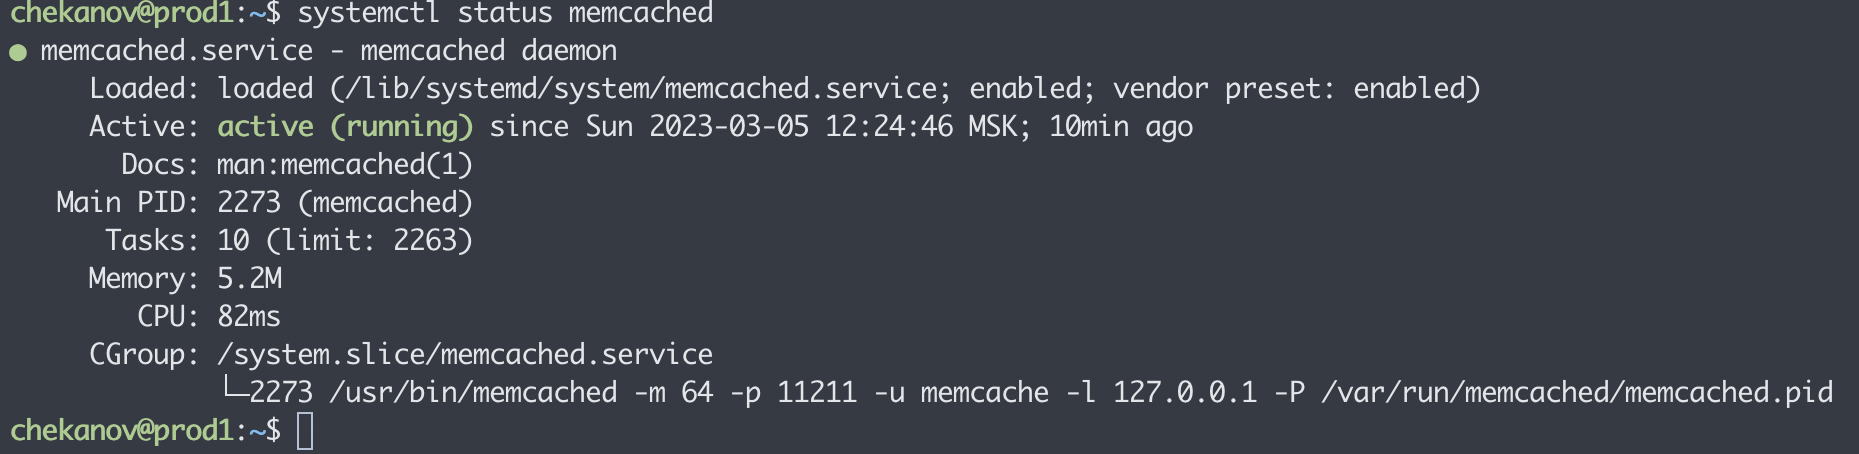 chekanov@prod1:~$ systemctl status memcached
● memcached.service - memcached daemon
Loaded: loaded (/lib/systemd/system/memcached.service; enabled; vendor preset: enabled)
Active: active (running) since Sun 2023-03-05 12:24:46 MSK; 10min ago
Docs: man:memcached(1)
Main PID: 2273 (memcached)
Tasks: 10 (limit: 2263)
Memory: 5.2M
CPU: 82ms
CGroup: /system.slice/memcached.service
└─2273 /usr/bin/memcached -m 64 -p 11211 -u memcache -l 127.0.0.1 -P /var/run/memcached/memcached.pid
chekanov@prod1:~$